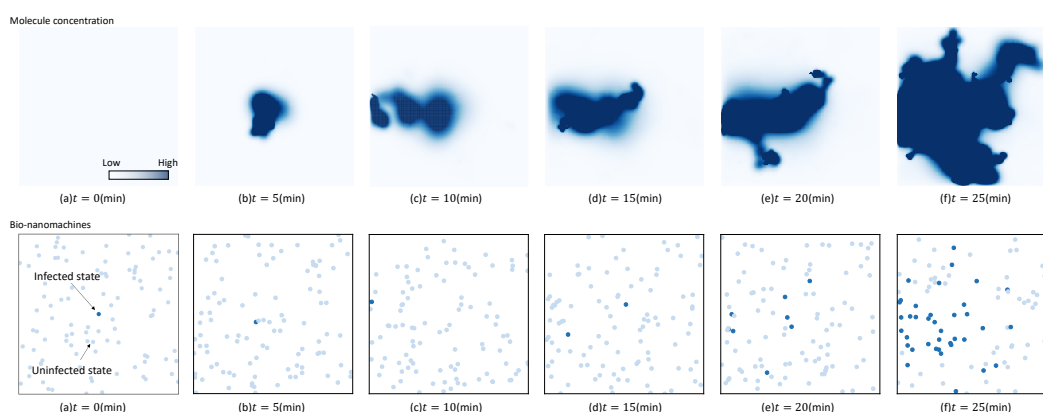 Molecule concentration
Low High
(a)t = 0(min) (b)t = 5(min) (c)t = 10(min) (d)t = 15(min) (e)t = 20(min) (f)t = 25(min)
Bio-nanomachines
Infected state
Uninfected state
(a)t = 0(min) (b)t = 5(min) (c)t = 10(min) (d)t = 15(min) (e)t = 20(min) (f)t = 25(min)